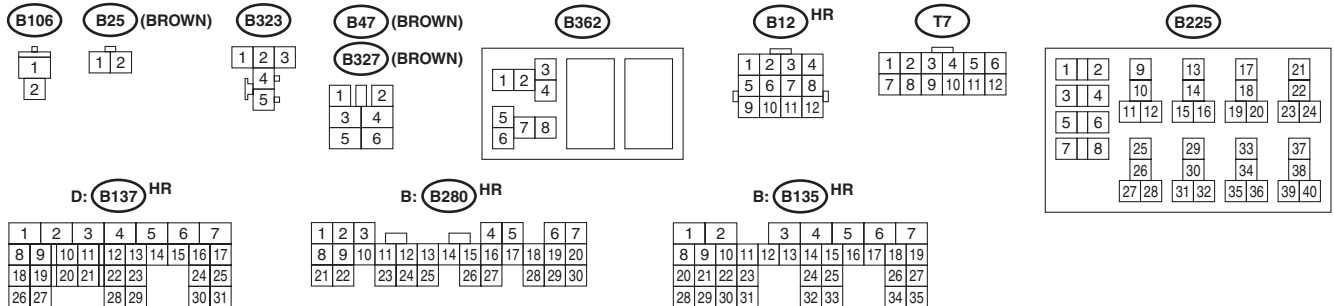 B106 B25 (BROWN) B323 B47 (BROWN) B362 B12 HR T7 B225
B327 (BROWN)
1
2
1 2
1 2 3
4
5
1 2
3 4
5 6
1 2 3
4
5
6 7 8
1 2 3 4
5 6 7 8
9 10 11 12
1 2 3 4 5 6
7 8 9 10 11 12
1 2 9 13 17 21
3 4 10 14 18 22
11 12 15 16 19 20 23 24
5 6
7 8 25 29 33 37
26 30 34 38
27 28 31 32 35 36 39 40
D: B137 HR B: B280 HR B: B135 HR
1 2 3 4 5 6 7
8 9 10 11 12 13 14 15 16 17
18 19 20 21 22 23 24 25
26 27 28 29 30 31
1 2 3 4 5 6 7
8 9 10 11 12 13 14 15 16 17 18 19 20
21 22 23 24 25 26 27 28 29 30
1 2 3 4 5 6 7
8 9 10 11 12 13 14 15 16 17 18 19
20 21 22 23 24 25 26 27
28 29 30 31 32 33 34 35